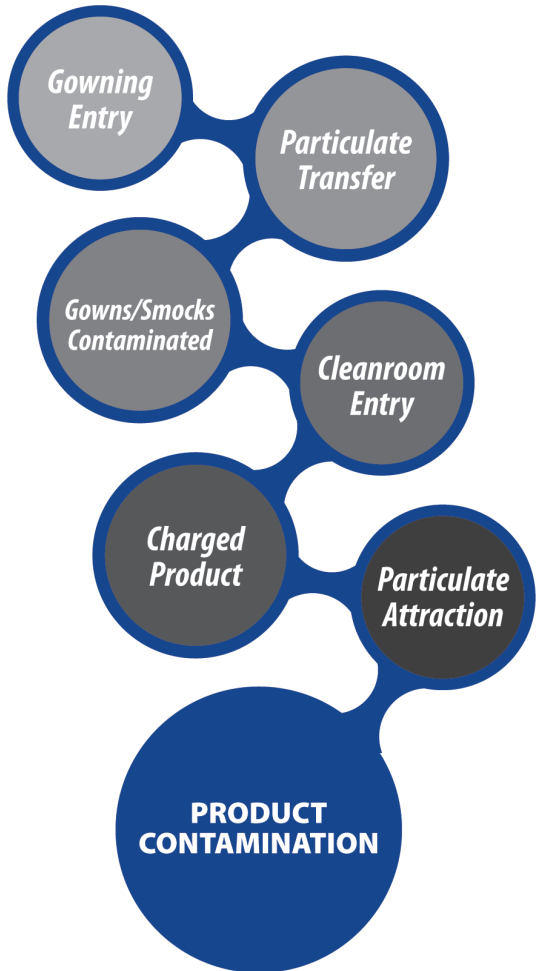 Gowning
Entry
Particulate
Transfer
Gowns/Smocks
Contaminated
Cleanroom
Entry
Charged
Product
Particulate
Attraction
PRODUCT
CONTAMINATION